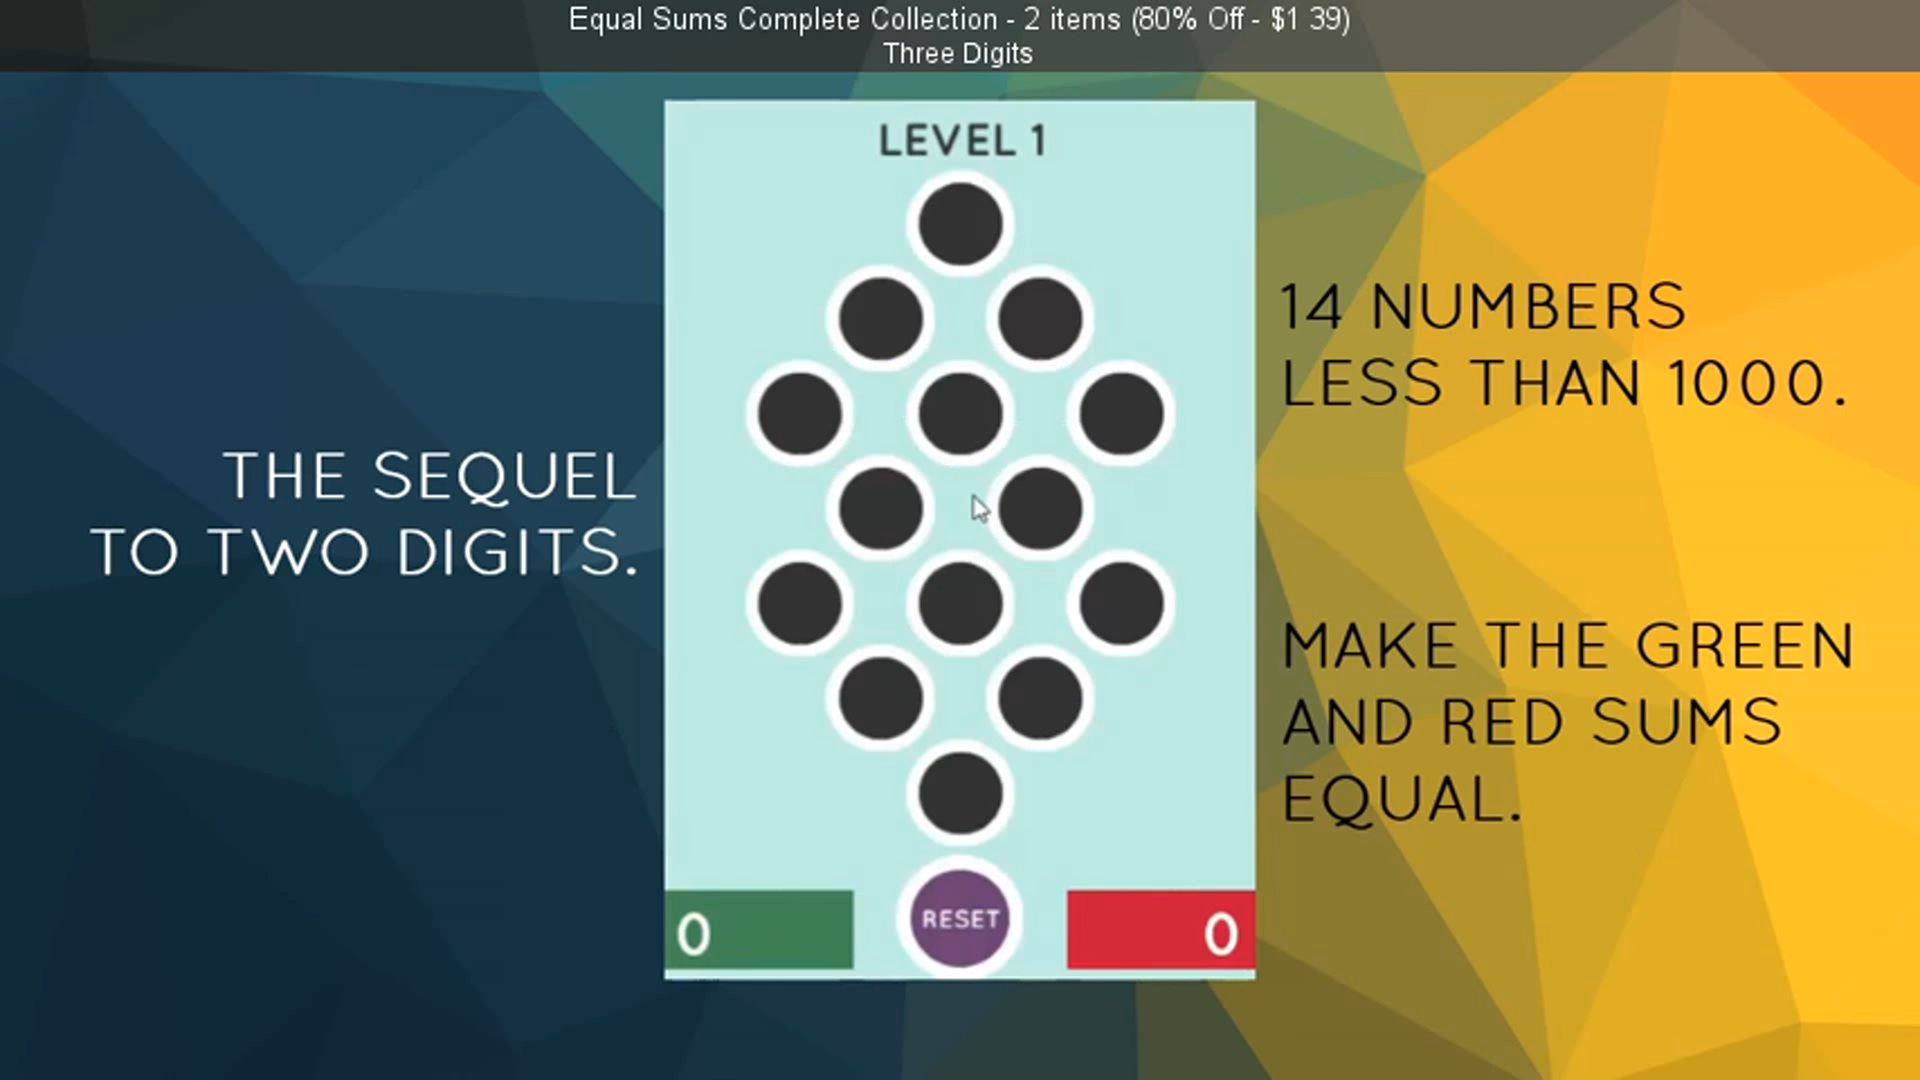 Equal Sums Complete Collection - 2 items (80% Off - $1 39)
Three Digits
LEVEL 1
THE SEQUEL
TO TWO DIGITS.
14 NUMBERS
LESS THAN 1000.
MAKE THE GREEN
AND RED SUMS
EQUAL.
0
RESET
0